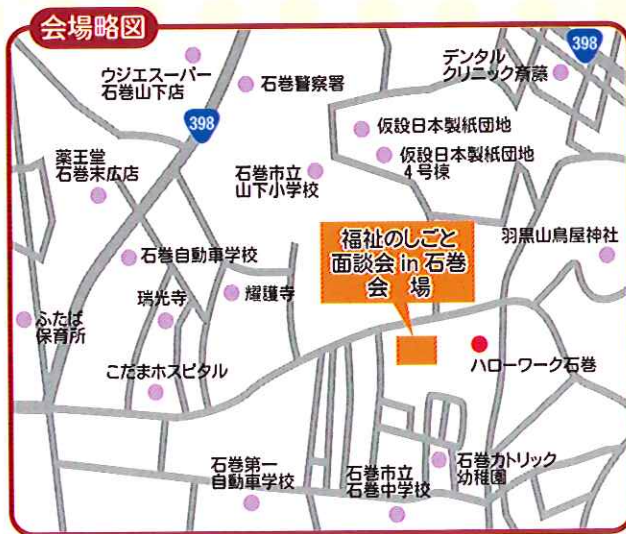 会場略図
398
デンタル
クリニック斎藤
ウジエスーパー
石巻山下店
石巻警察署
398
仮設日本製紙団地
仮設日本製紙団地
4号棟
薬王堂
石巻末広店
石巻市立
山下小学校
福祉のしごと
面談会 in 石巻
会 場
羽黒山鳥屋神社
石巻自動車学校
瑞光寺
耀護寺
ふたば
保育所
こだまホスピタル
ハローワーク石巻
石巻第一
自動車学校
石巻市立
石巻中学校
石巻カトリック
幼稚園